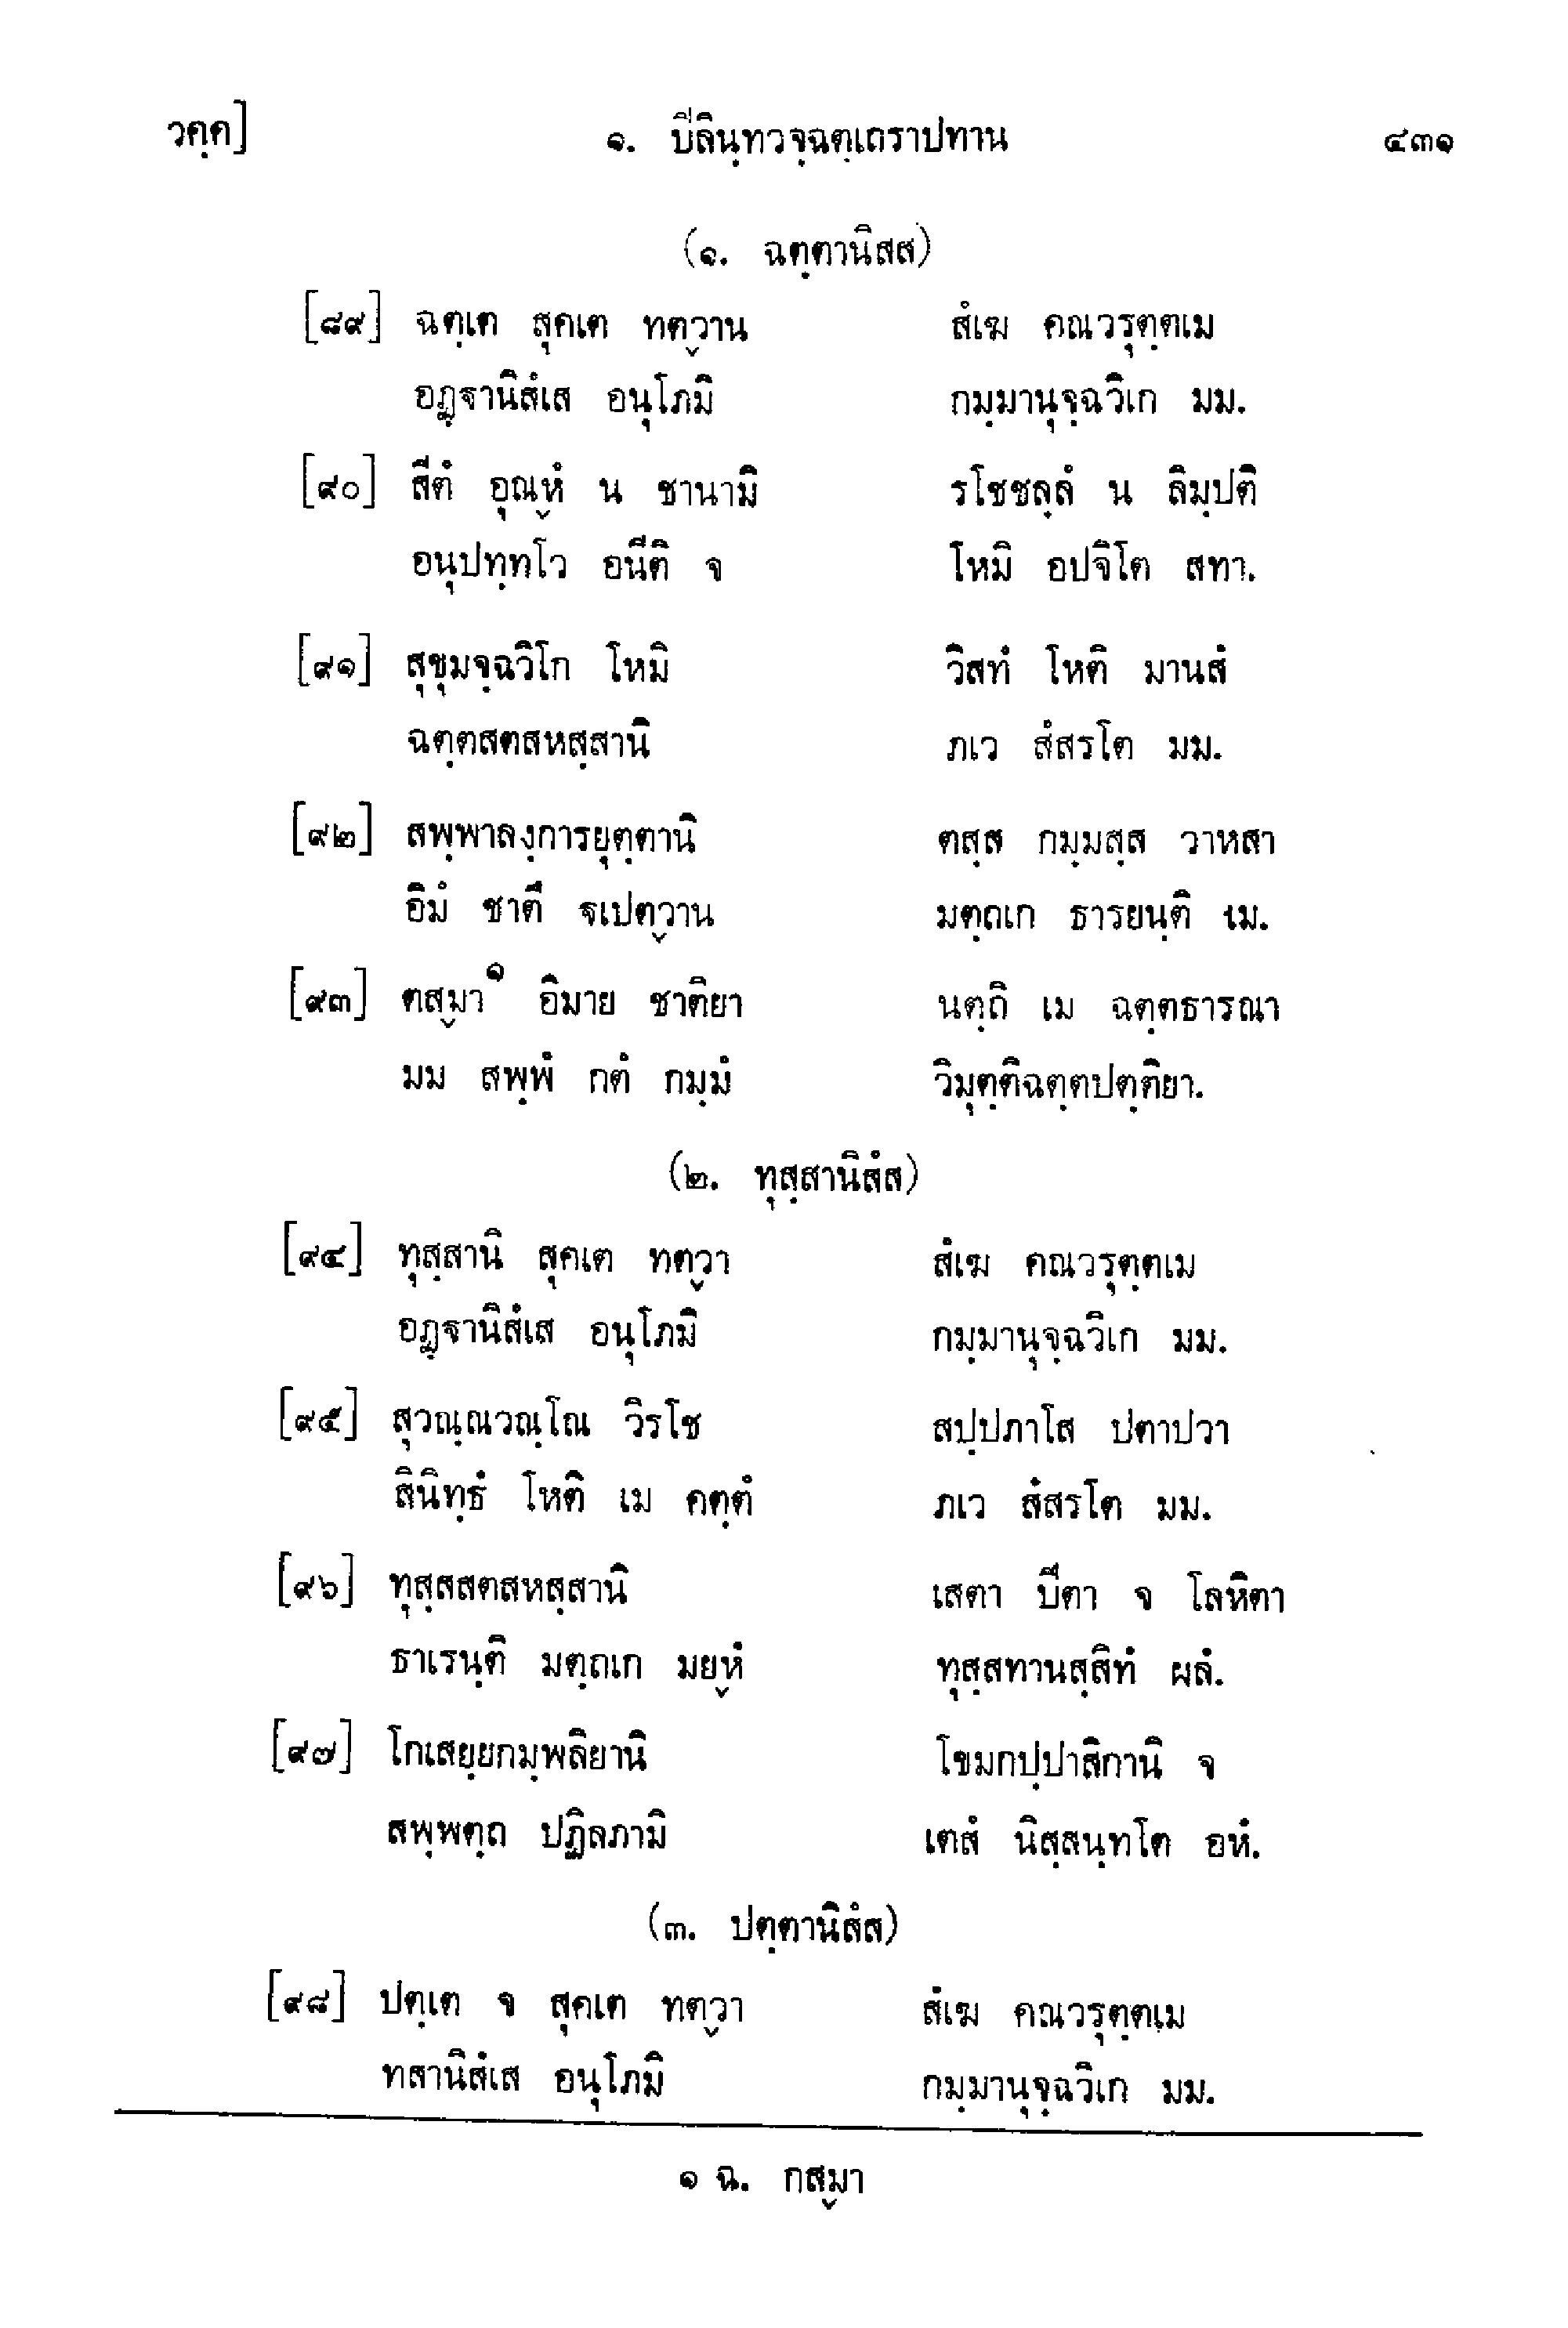 วคฺค] ๑. ปิลินฺทวจฺฉตฺเถราปทาน ๔๓๑
(๑. ฉตฺตานิสส)
[๘๙] ฉตฺเต สุคเต ทตฺวาน สํเฆ คณวรุตฺตเม
อฏฺฐานิสํเส อนุโภมิ กมฺมานุจฺฉวิเก มม.
[๙๐] สีตํ อุณฺหํ น ชานามิ รโชชลฺลํ น ลิมฺปติ
อนุปทฺทโว อนีติ จ โหมิ อปจิโต สทา.
[๙๑] สุขุมจฺฉวิโก โหมิ วิสทํ โหติ มานสํ
ฉตฺตสตสหสฺสานิ ภเว สํสรโต มม.
[๙๒] สพฺพาลงฺการยุตฺตานิ ตสฺส กมฺมสฺส วาหสา
อิมํ ชาตึ ฐเปตฺวาน มตฺถเก ธารยนฺติ เม.
[๙๓] ตสฺมา๑ อิมาย ชาติยา นตฺถิ เม ฉตฺตธารณา
มม สพฺพํ กตํ กมฺมํ วิมุตฺติฉตฺตปตฺติยา.
(๒. ทุสฺสานิสํส)
[๙๔] ทุสฺสานิ สุคเต ทตฺวา สํเฆ คณวรุตฺตเม
อฏฺฐานิสํเส อนุโภมิ กมฺมานุจฺฉวิเก มม.
[๙๕] สุวณฺณวณฺโณ วิรโช สปฺปภาโส ปตาปวา
สินิทฺธํ โหติ เม คตฺตํ ภเว สํสรโต มม.
[๙๖] ทุสฺสสตสหสฺสานิ เสตา ปีตา จ โลหิตา
ธาเรนฺติ มตฺถเก มยฺหํ ทุสฺสทานสฺสิทํ ผลํ.
[๙๗] โกเสยฺยกมฺพลิยานิ โขมกปฺปาสิกานิ จ
สพฺพตฺถ ปฏิลภามิ เตสํ นิสฺสนฺทโต อหํ.
(๓. ปตฺตานิสํส)
[๙๘] ปตฺเต จ สุคเต ทตฺวา สํเฆ คณวรุตฺตเม
ทสานิสํเส อนุโภมิ กมฺมานุจฺฉวิเก มม.
๑ ฉ. กสฺมา